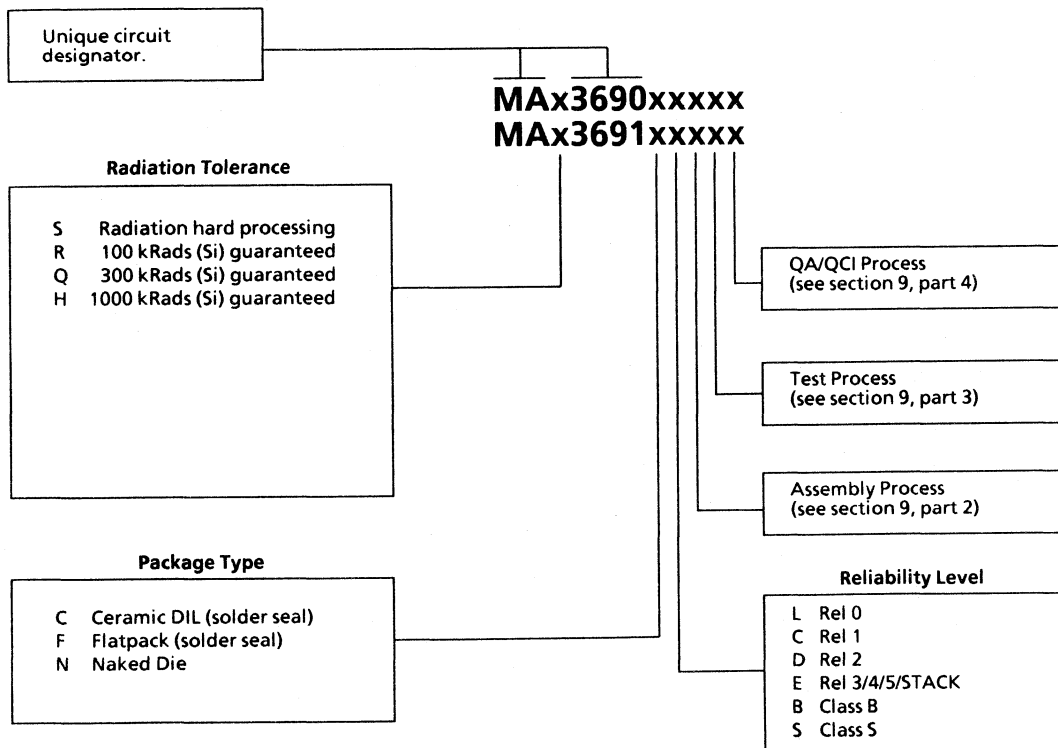 Unique circuit
designator.
MAx3690xxxxx
MAx3691xxxxx
Radiation Tolerance
S Radiation hard processing
R 100 kRads (Si) guaranteed
Q 300 kRads (Si) guaranteed
H 1000 kRads (Si) guaranteed
QA/QCI Process
(see section 9, part 4)
Test Process
(see section 9, part 3)
Assembly Process
(see section 9, part 2)
Package Type
C Ceramic DIL (solder seal)
F Flatpack (solder seal)
N Naked Die
Reliability Level
L Rel 0
C Rel 1
D Rel 2
E Rel 3/4/5/STACK
B Class B
S Class S